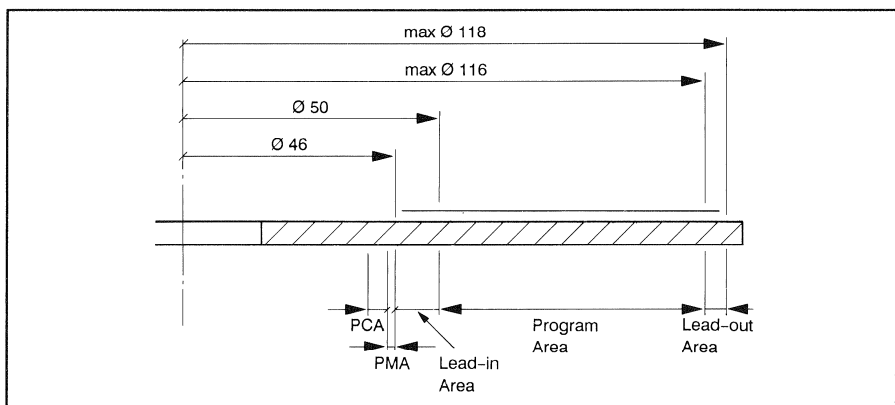 max Ø 118
max Ø 116
Ø 50
Ø 46
PCA
Program
Area
Lead-out
Area
PMA
Lead-in
Area